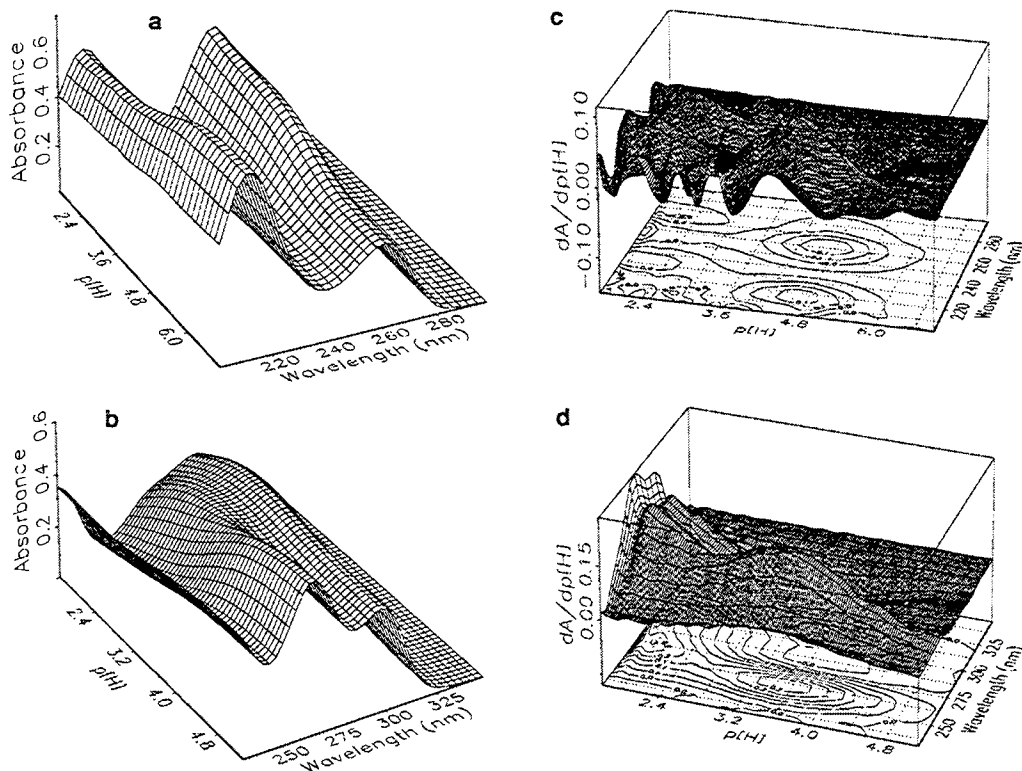 a
Absorbance
0.6
0.4
0.2
2.4
3.6
4.8
6.0
p[H]
220 240 260 280
Wavelength (nm)
c
dA/dp[H]
0.10
0.00
-0.10
2.4 3.6 4.8 6.0
p[H]
220 240 260 280
Wavelength (nm)
b
Absorbance
0.6
0.4
0.2
2.4
3.2
4.0
4.8
p[H]
250 275 300 325
Wavelength (nm)
d
dA/dp[H]
0.15
0.00
2.4 3.2 4.0 4.8
p[H]
250 275 300 325
Wavelength (nm)